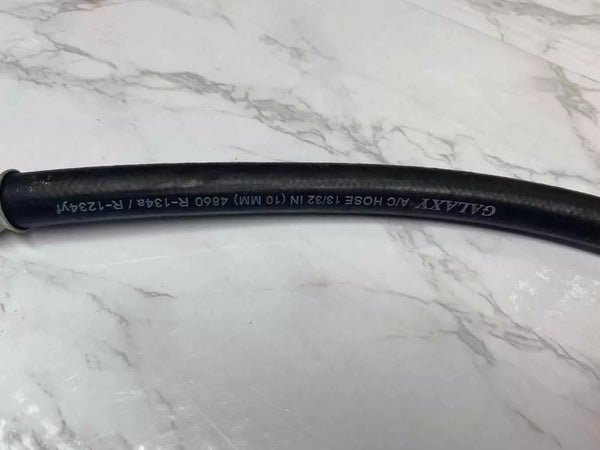 GALAXY A/C HOSE 13/32 IN (10 MM) 4860 R-134a / R-1234yf